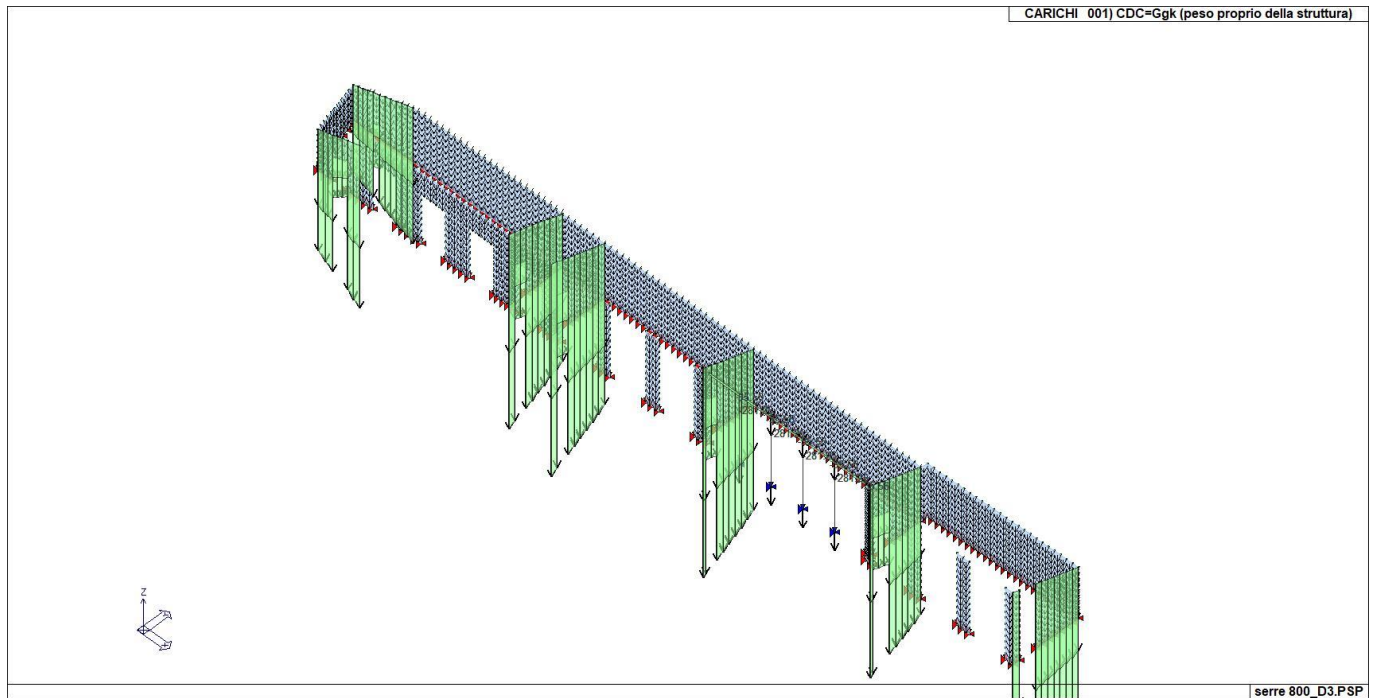 CARICHI 001) CDC=Ggk (peso proprio della struttura)
Z
serre 800_D3.PSP